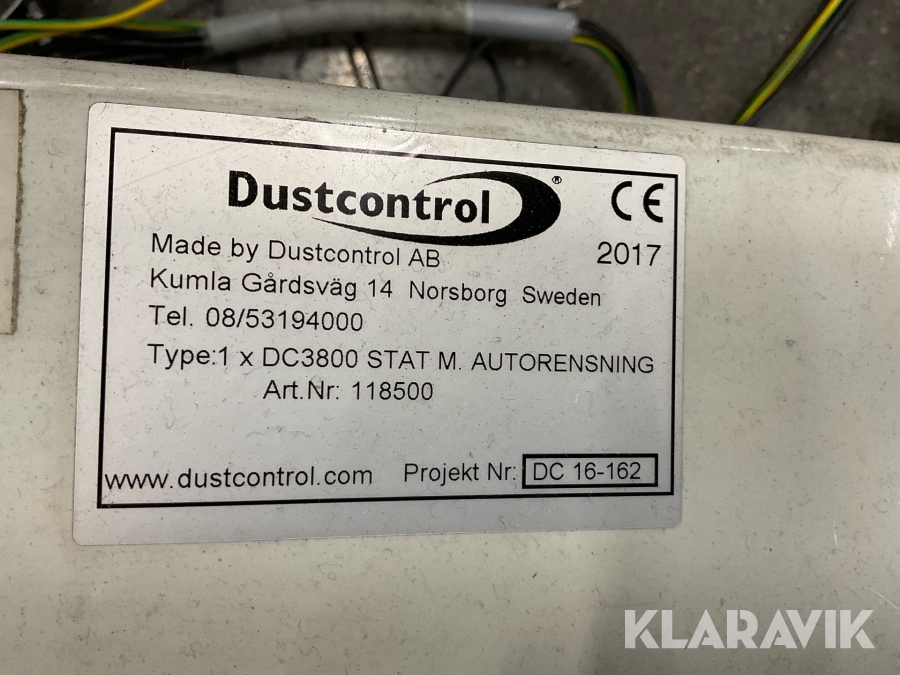 Dustcontrol ® CE
Made by Dustcontrol AB 2017
Kumla Gårdsväg 14 Norsborg Sweden
Tel. 08/53194000
Type:1 x DC3800 STAT M. AUTORENSNING
Art.Nr: 118500
www.dustcontrol.com Projekt Nr: DC 16-162
KLARAVIK